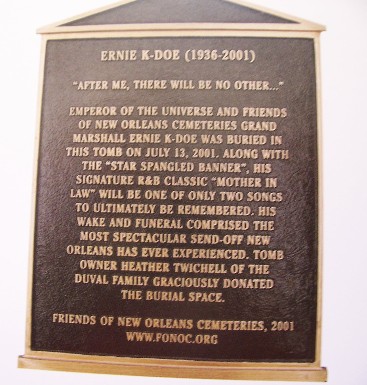 ERNIE K-DOE (1936-2001)
"AFTER ME, THERE WILL BE NO OTHER..."
EMPEROR OF THE UNIVERSE AND FRIENDS
OF NEW ORLEANS CEMETERIES GRAND
MARSHALL ERNIE K-DOE WAS BURIED IN
THIS TOMB ON JULY 13, 2001. ALONG WITH
THE "STAR SPANGLED BANNER", HIS
SIGNATURE R&B CLASSIC "MOTHER IN
LAW" WILL BE ONE OF ONLY TWO SONGS
TO ULTIMATELY BE REMEMBERED. HIS
WAKE AND FUNERAL COMPRISED THE
MOST SPECTACULAR SEND-OFF NEW
ORLEANS HAS EVER EXPERIENCED. TOMB
OWNER HEATHER TWICHELL OF THE
DUVAL FAMILY GRACIOUSLY DONATED
THE BURIAL SPACE.
FRIENDS OF NEW ORLEANS CEMETERIES, 2001
WWW.FONOC.ORG